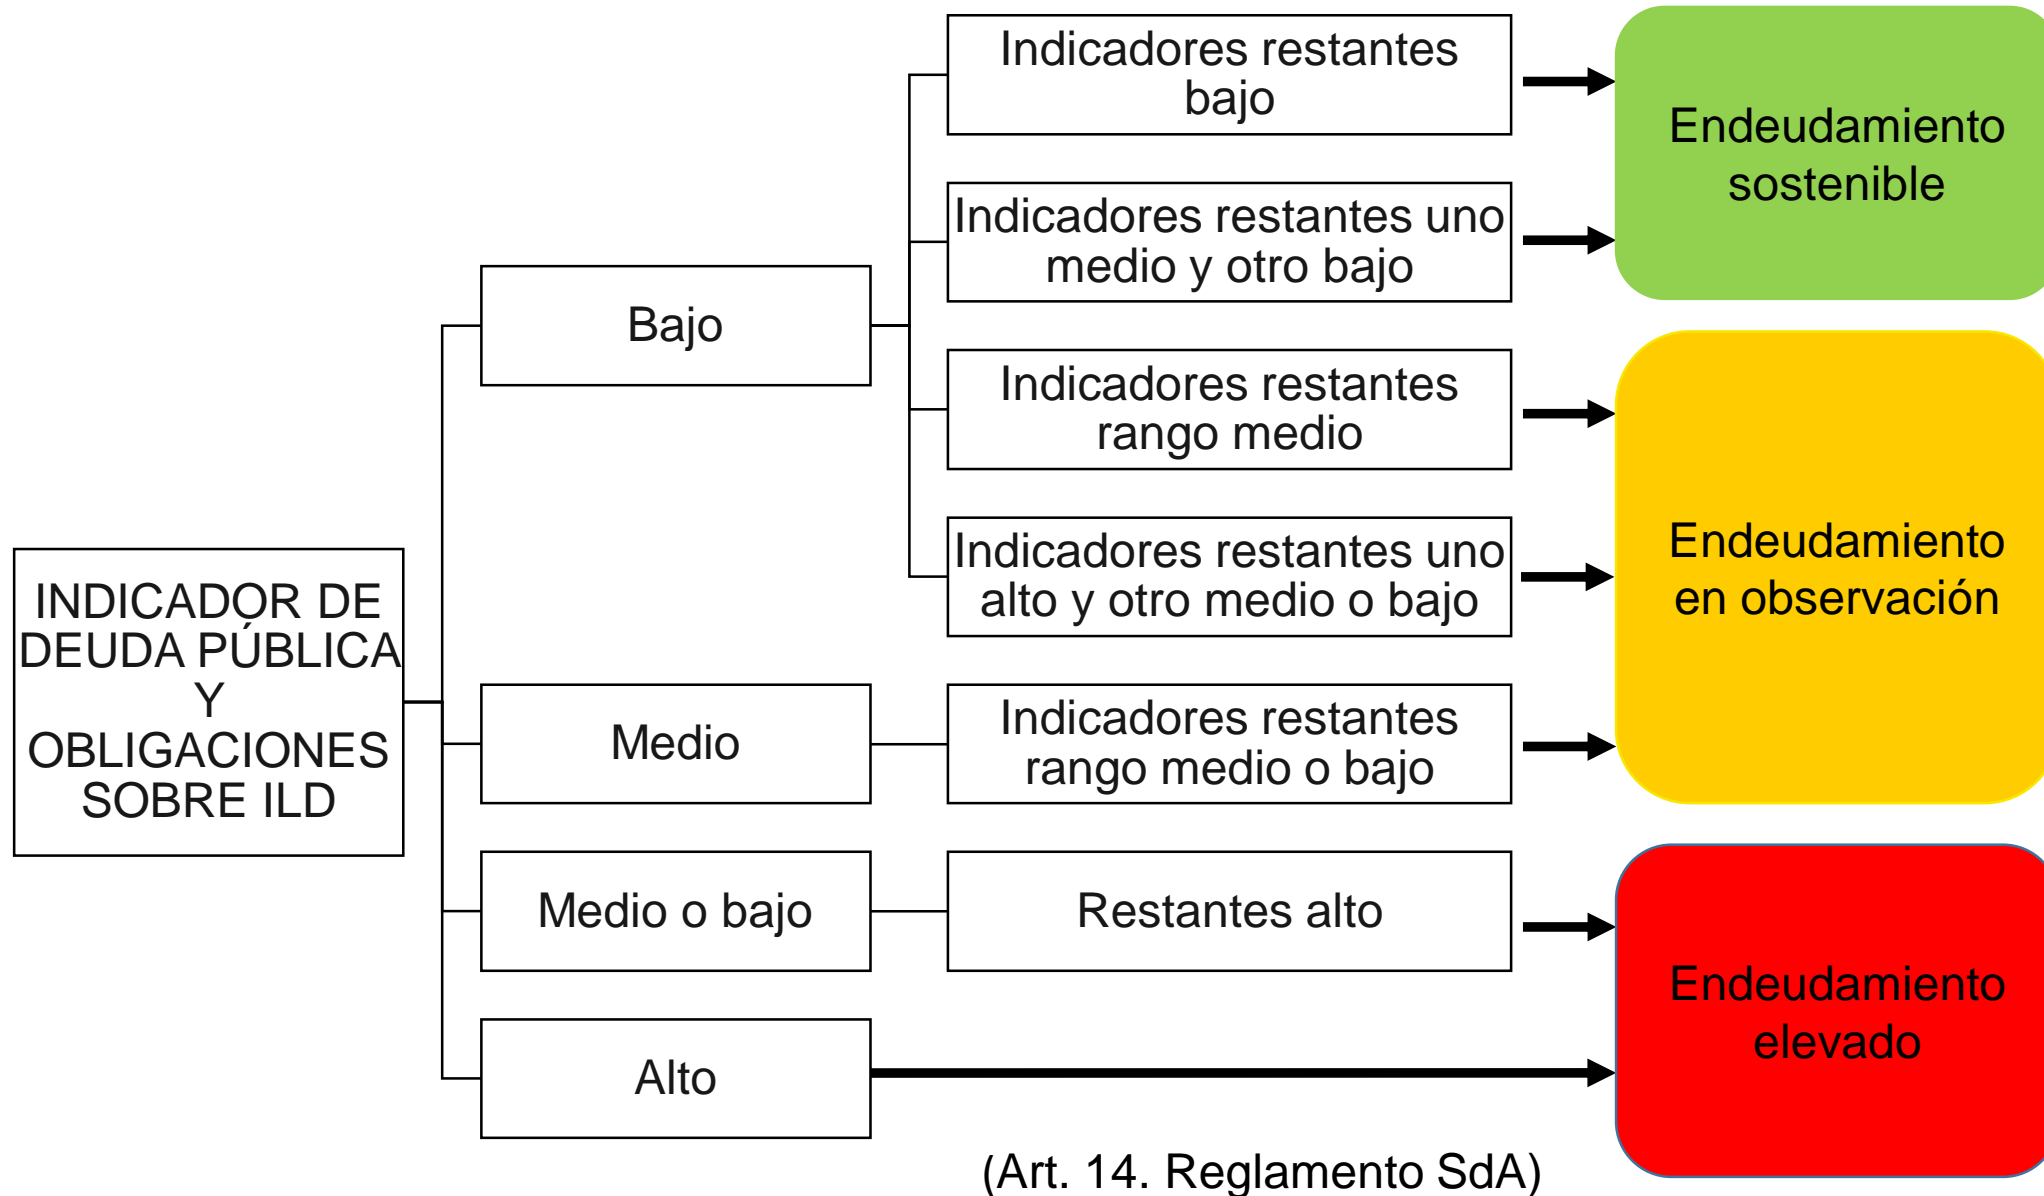 INDICADOR DE
DEUDA PÚBLICA
Y
OBLIGACIONES
SOBRE ILD
Bajo
Medio
Medio o bajo
Alto
Indicadores restantes
bajo
Indicadores restantes uno
medio y otro bajo
Indicadores restantes
rango medio
Indicadores restantes uno
alto y otro medio o bajo
Indicadores restantes
rango medio o bajo
Restantes alto
Endeudamiento
sostenible
Endeudamiento
en observación
Endeudamiento
elevado
(Art. 14. Reglamento SdA)